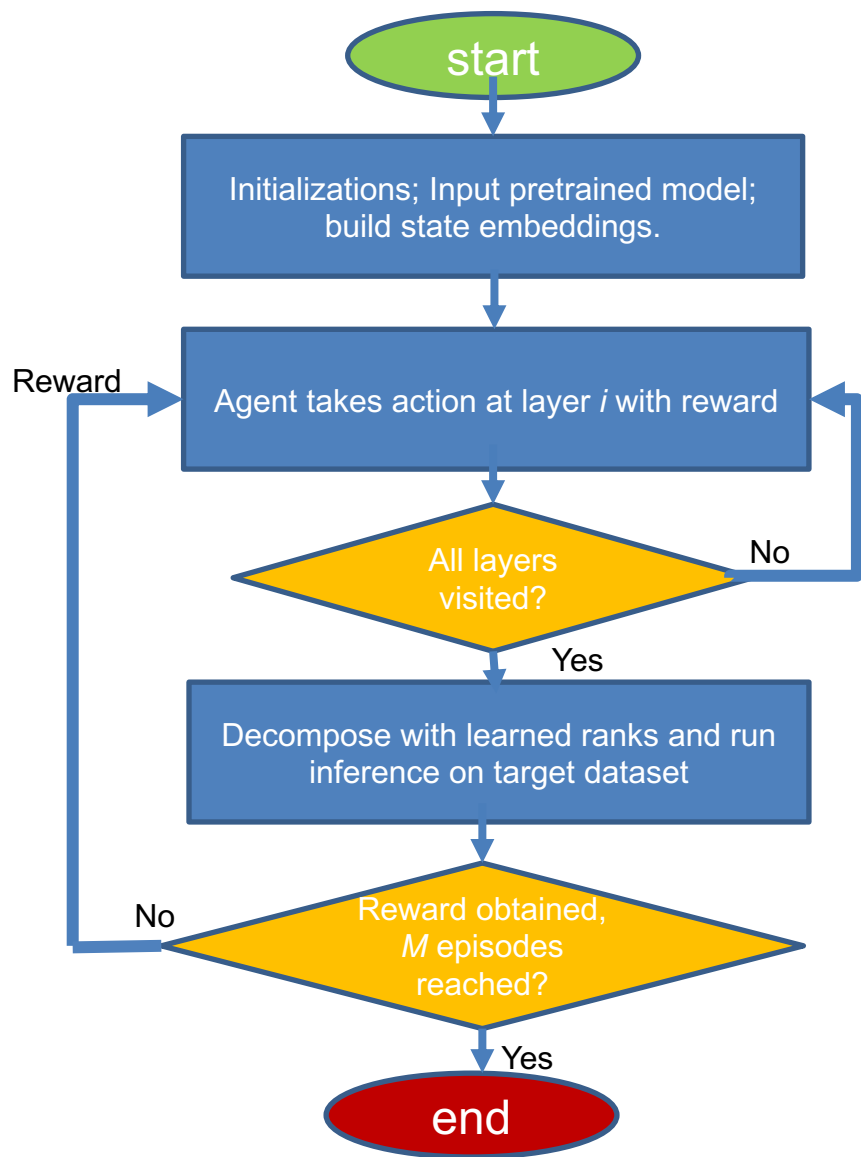 start
Initializations; Input pretrained model;
build state embeddings.
Reward
Agent takes action at layer i with reward
All layers
visited?
No
Yes
Decompose with learned ranks and run
inference on target dataset
No
Reward obtained,
M episodes
reached?
Yes
end